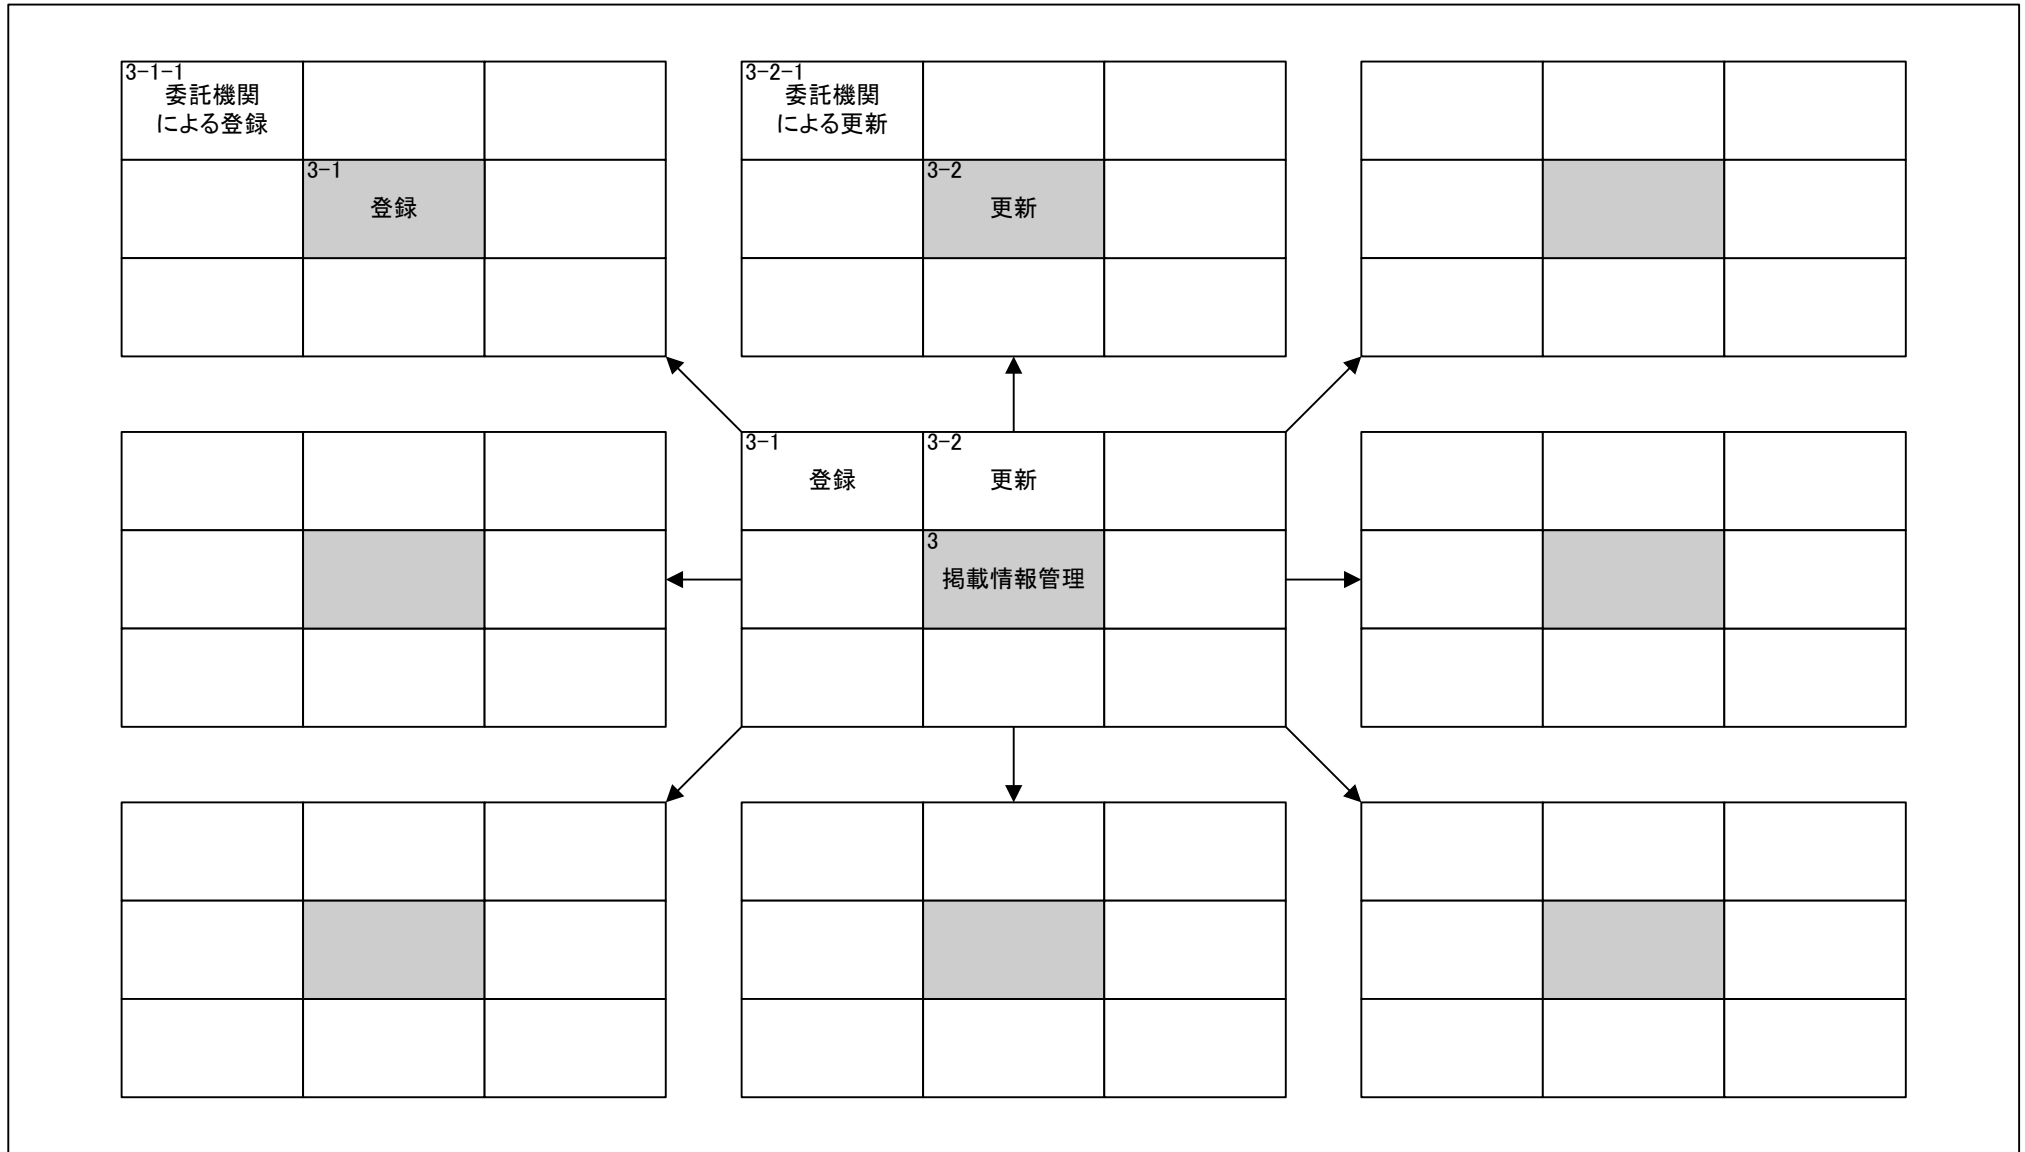 3-1-1
委託機関
による登録
3-1
登録
3-2-1
委託機関
による更新
3-2
更新
3-1
登録
3-2
更新
3
掲載情報管理